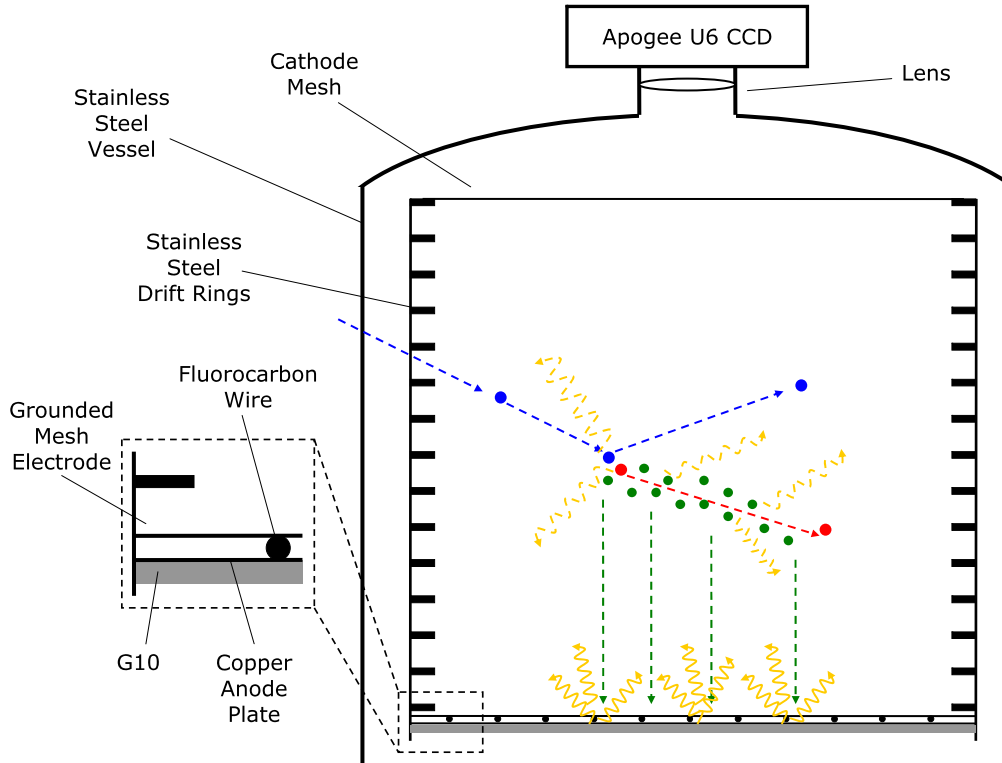 Apogee U6 CCD
Cathode
Mesh
Lens
Stainless
Steel
Vessel
Stainless
Steel
Drift Rings
Fluorocarbon
Wire
Grounded
Mesh
Electrode
G10
Copper
Anode
Plate